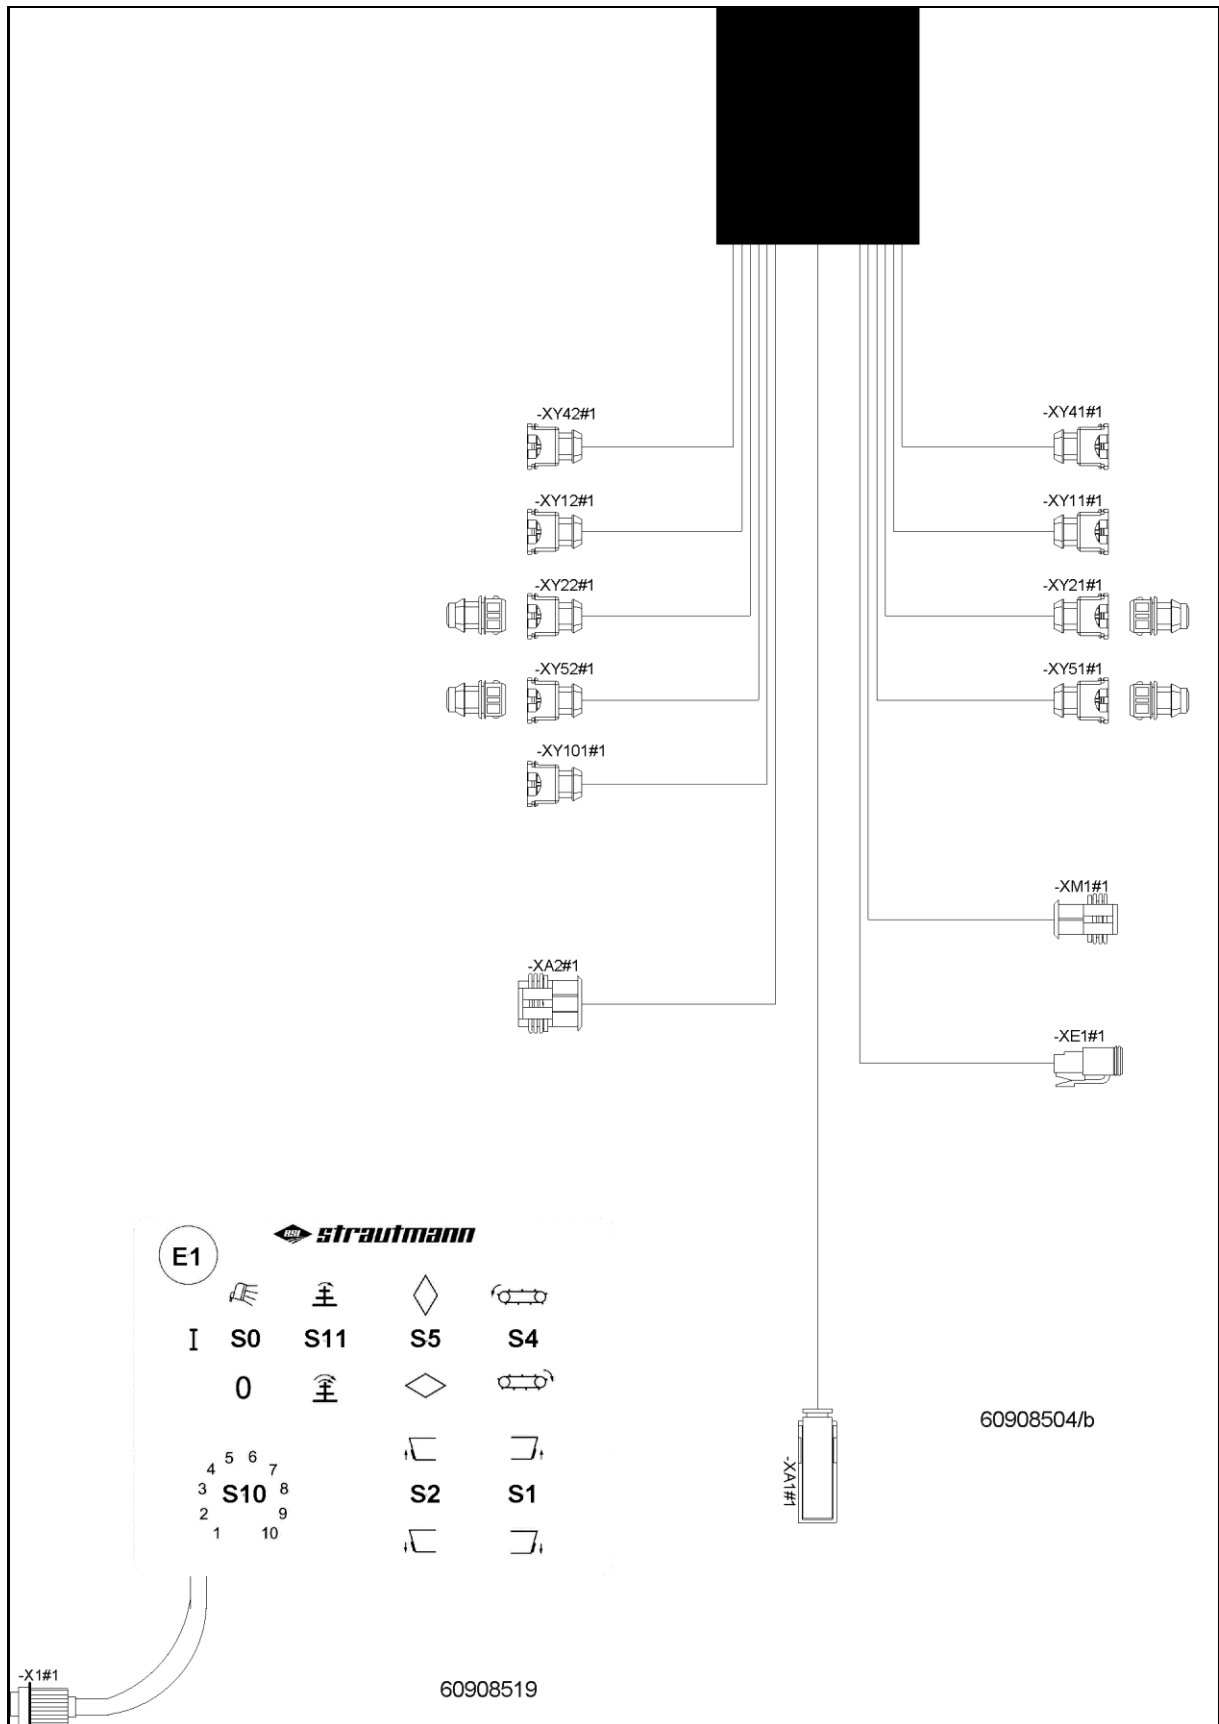 -XY42#1
-XY41#1
-XY12#1
-XY11#1
-XY22#1
-XY21#1
-XY52#1
-XY51#1
-XY101#1
-XM1#1
-XA2#1
-XE1#1
BSL strautmann
E1
I S0 S11 S5 S4
0
60908504/b
5 6
4 7
3 S10 8 S2 S1
2 9
1 10
-XA1#1
-X1#1
60908519